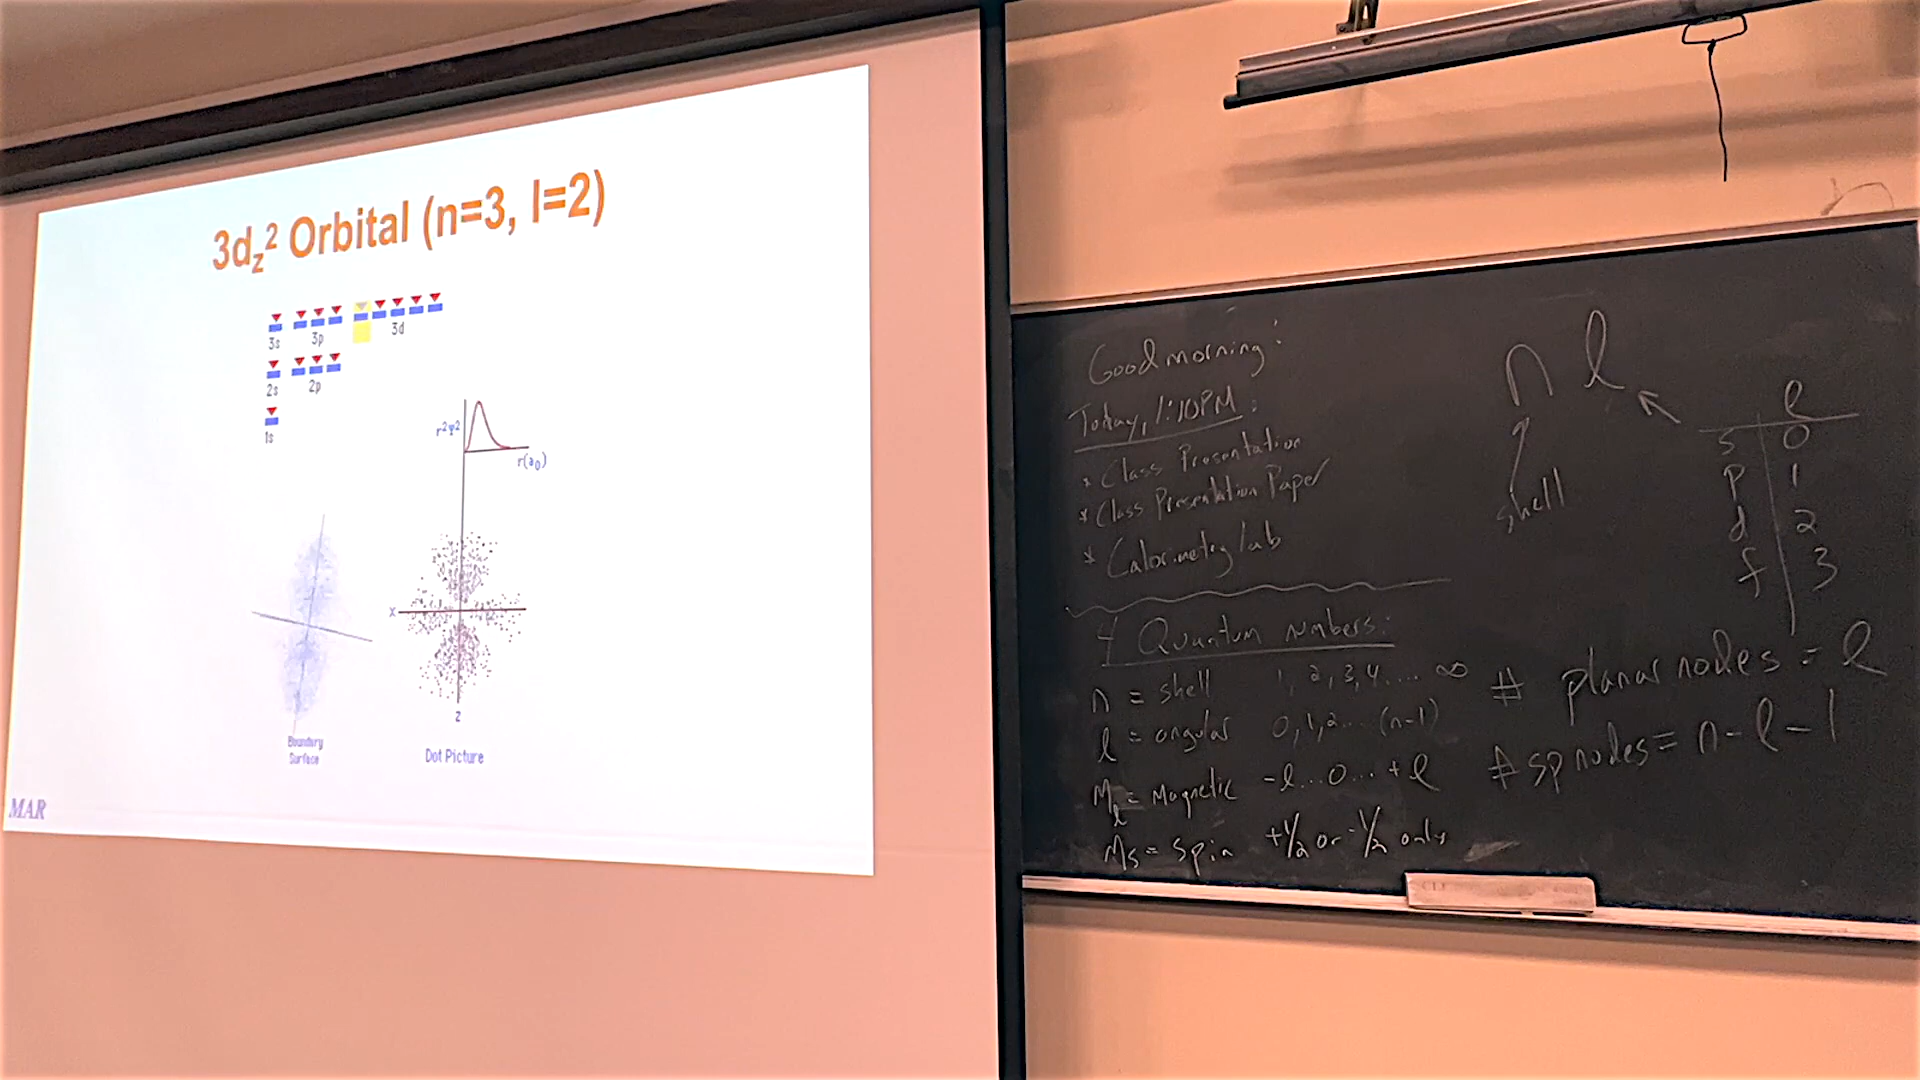 3dz² Orbital (n=3, l=2)
3s 3p 3d
2s 2p
1s
r²Ψ²
r(a₀)
X
Z
Boundary
Surface
Dot Picture
MAR
Good morning:
Today, 1:10PM:
* Class Presentation
* Class Presentation Paper
* Calorimetry lab
4 Quantum numbers:
n = shell 1, 2, 3, 4, ... ∞
ℓ = angular 0, 1, 2... (n-1)
Mℓ = Magnetic -ℓ...0...+ℓ
Ms = spin +1/2 or -1/2 only
n ℓ
shell
ℓ
s 0
p 1
d 2
f 3
# planar nodes = ℓ
# sp nodes = n-ℓ-1